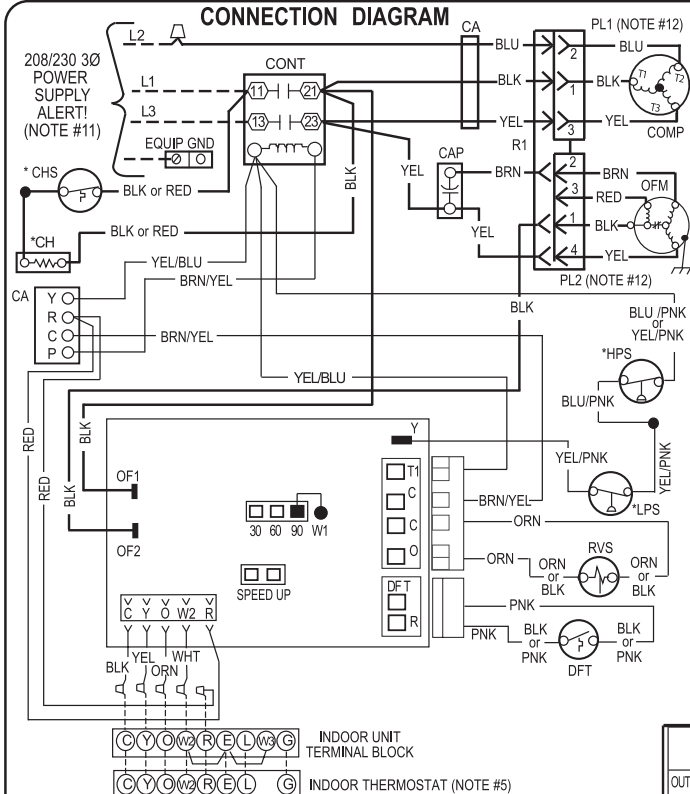 CONNECTION DIAGRAM
208/230 3Ø
POWER
SUPPLY
ALERT!
(NOTE #11)
L2
L1
L3
EQUIP GND
CONT
11
21
13
23
CA
BLU
BLK
YEL
PL1 (NOTE #12)
2
1
3
BLU
BLK
YEL
T1
T2
T3
COMP
R1
* CHS
BLK or RED
BLK or RED
*CH
BLK
YEL
CAP
BRN
YEL
2
3
1
4
BRN
RED
BLK
YEL
OFM
PL2 (NOTE #12)
YEL/BLU
BRN/YEL
CA
Y
R
C
P
BRN/YEL
YEL/BLU
BLK
BLU /PNK
or
YEL/PNK
*HPS
BLU/PNK
YEL/PNK
YEL/PNK
*LPS
RED
RED
BLK
BLK
OF1
OF2
30 60 90 W1
SPEED UP
Y
T1
C
C
O
DFT
R
BRN/YEL
ORN
ORN
ORN
or
BLK
RVS
ORN
or
BLK
PNK
PNK
BLK
or
PNK
DFT
BLK
or
PNK
C Y O W2 R
BLK
YEL
ORN
WHT
C Y O W2 R E L W3 G
INDOOR UNIT
TERMINAL BLOCK
C Y O W2 R E L G
INDOOR THERMOSTAT (NOTE #5)
OUT